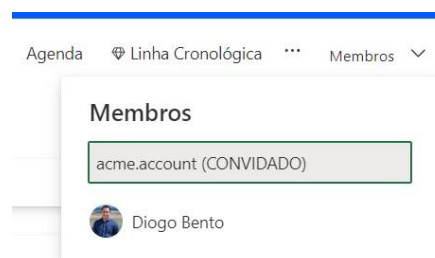 Agenda Linha Cronológica ... Membros
Membros
acme.account (CONVIDADO)
Diogo Bento